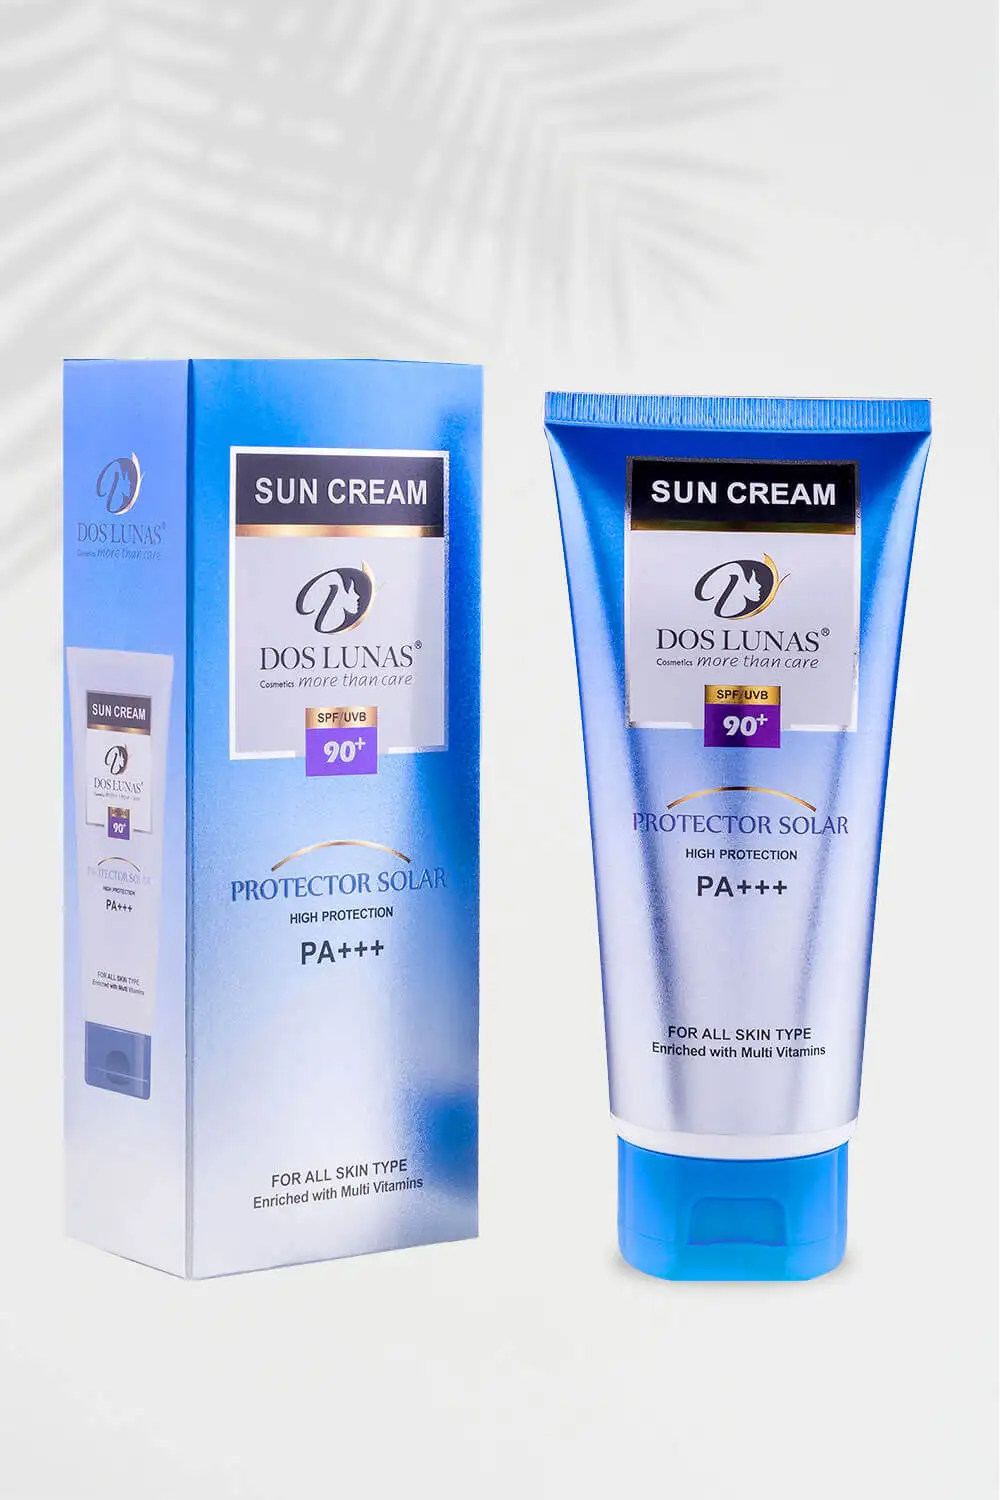 DOS LUNAS®
Cosmetics more than care
SUN CREAM
DOS LUNAS®
90+
PROTECTOR SOLAR
HIGH PROTECTION
PA+++
FOR ALL SKIN TYPE
Enriched with Multi Vitamins
SUN CREAM
DOS LUNAS®
Cosmetics more than care
SPF/UVB
90+
PROTECTOR SOLAR
HIGH PROTECTION
PA+++
FOR ALL SKIN TYPE
Enriched with Multi Vitamins
SUN CREAM
DOS LUNAS®
Cosmetics more than care
SPF/UVB
90+
PROTECTOR SOLAR
HIGH PROTECTION
PA+++
FOR ALL SKIN TYPE
Enriched with Multi Vitamins